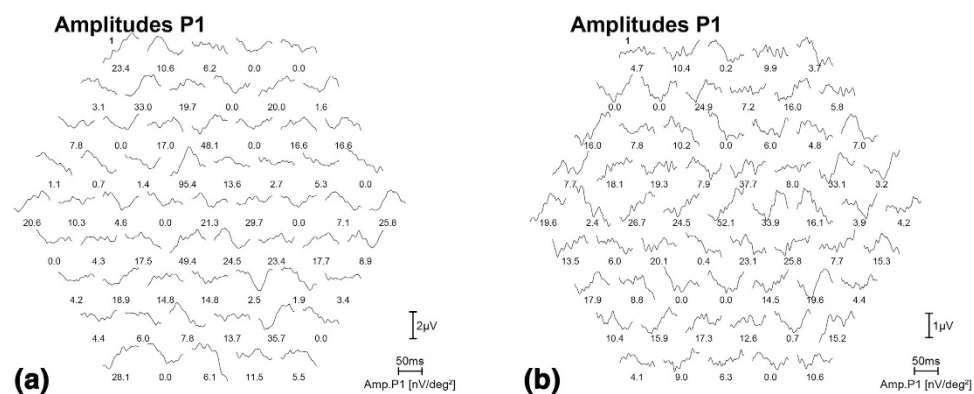 Amplitudes P1
1
23.4 10.6 6.2 0.0 0.0
3.1 33.0 19.7 0.0 20.0 1.6
7.8 0.0 17.0 48.1 0.0 16.6 16.6
1.1 0.7 1.4 95.4 13.6 2.7 5.3 0.0
20.6 10.3 4.6 0.0 21.3 29.7 0.0 7.1 25.8
0.0 4.3 17.5 49.4 24.5 23.4 17.7 8.9
4.2 18.9 14.8 14.8 2.5 1.9 3.4
4.4 6.0 7.8 13.7 35.7 0.0
28.1 0.0 6.1 11.5 5.5
2µV
50ms
Amp.P1 [nV/deg²]
(a)
Amplitudes P1
1
4.7 10.4 0.2 9.9 3.7
0.0 0.0 24.9 7.2 16.0 5.8
16.0 7.8 10.2 0.0 6.0 4.8 7.0
7.7 18.1 19.3 7.9 37.7 8.0 33.1 3.2
19.6 2.4 26.7 24.5 52.1 33.9 16.1 3.9 4.2
13.5 6.0 20.1 0.4 23.1 25.8 7.7 15.3
17.9 8.8 0.0 0.0 14.5 19.6 4.4
10.4 15.9 17.3 12.6 0.7 15.2
4.1 9.0 6.3 0.0 10.6
1µV
50ms
Amp.P1 [nV/deg²]
(b)